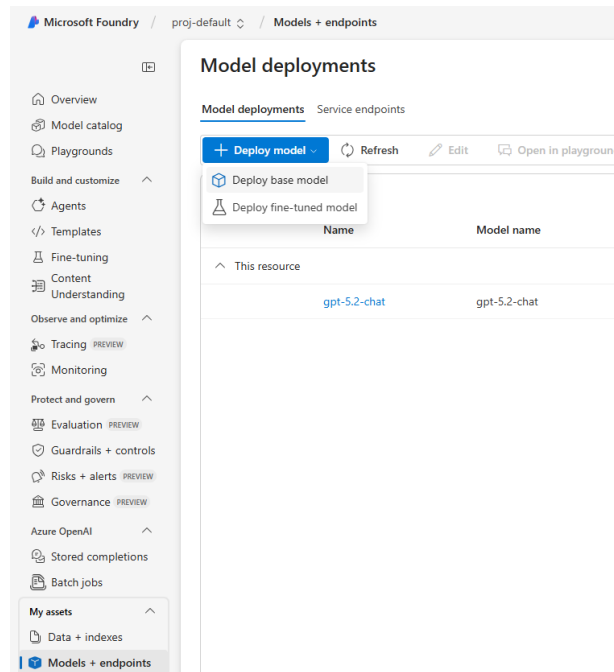 Microsoft Foundry / proj-default / Models + endpoints
Overview
Model catalog
Playgrounds
Build and customize
Agents
Templates
Fine-tuning
Content
Understanding
Observe and optimize
Tracing PREVIEW
Monitoring
Protect and govern
Evaluation PREVIEW
Guardrails + controls
Risks + alerts PREVIEW
Governance PREVIEW
Azure OpenAI
Stored completions
Batch jobs
My assets
Data + indexes
Models + endpoints
Model deployments
Model deployments Service endpoints
+ Deploy model Refresh Edit Open in playgroun
Deploy base model
Deploy fine-tuned model
Name Model name
This resource
gpt-5.2-chat gpt-5.2-chat